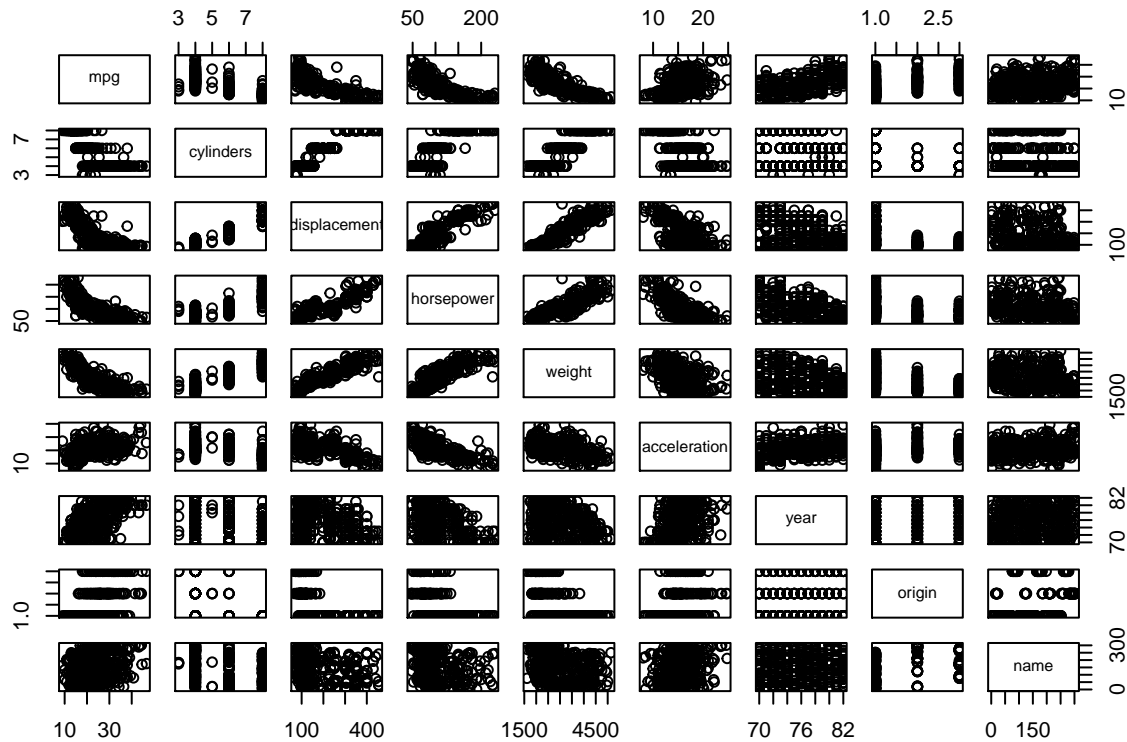 3 5 7 50 200 10 20 1.0 2.5
mpg 10
3 7 cylinders
displacement 100
50 horsepower
weight 1500
10 acceleration
year 70 82
1.0 origin
name 0 300
10 30 100 400 1500 4500 70 76 82 0 150